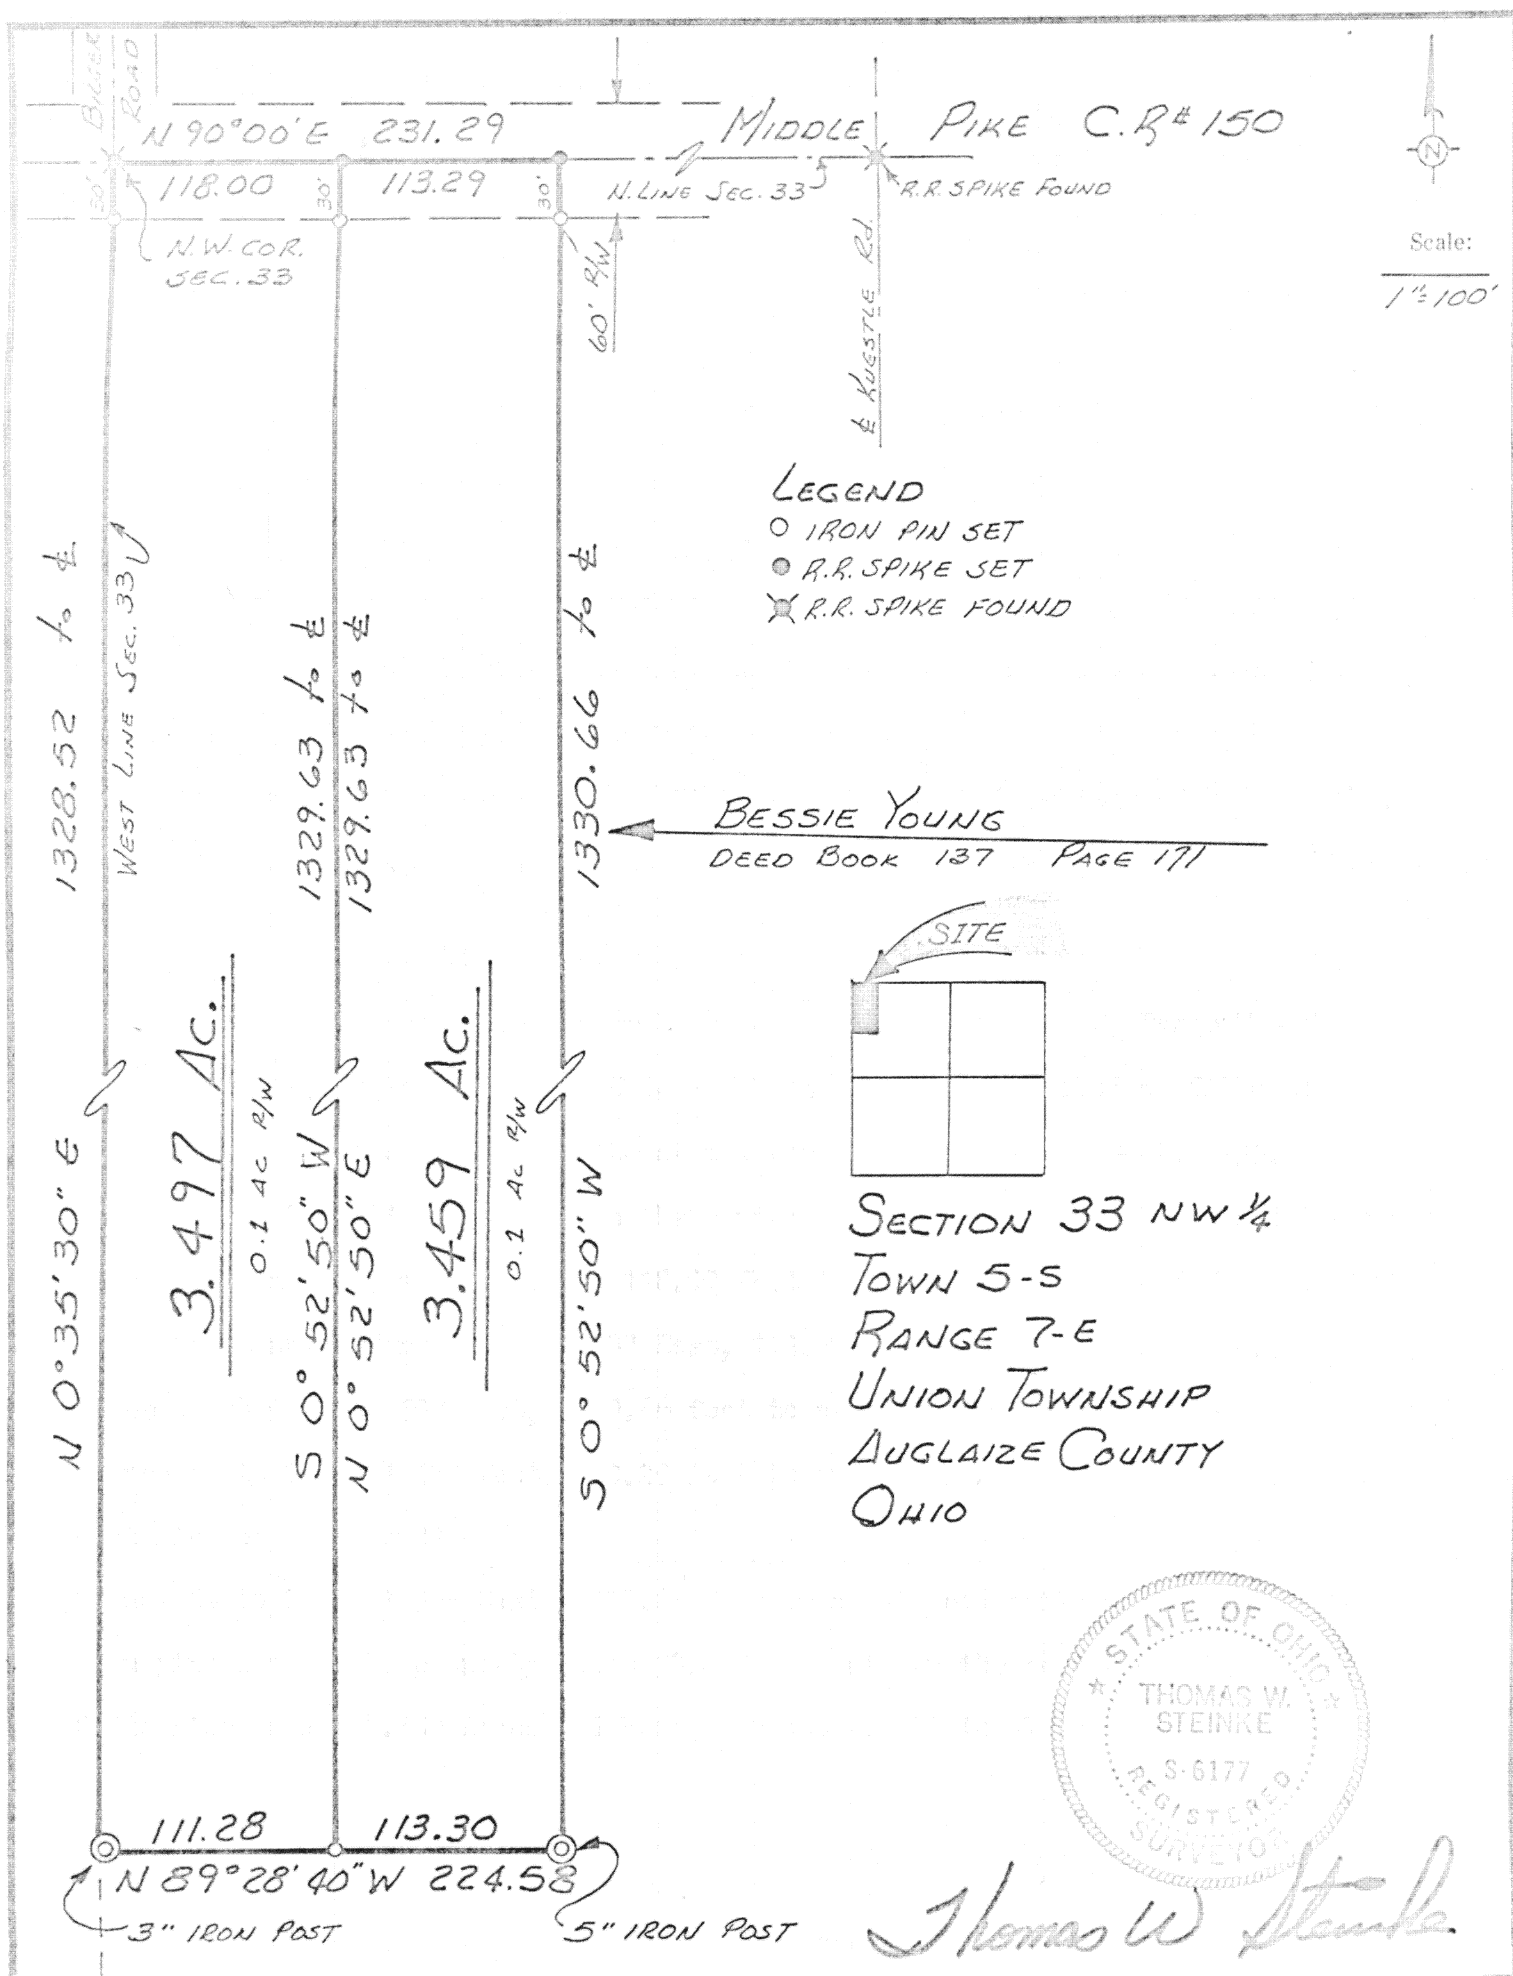 BILGER
ROAD
N 90°00' E 231.29
MIDDLE PIKE C.R# 150
118.00 113.29
30' 30' 30'
N. LINE SEC. 33
R.R. SPIKE FOUND
N.W. COR.
SEC. 33
60' R/W
℄ KUESTLE Rd.
N
Scale:
1"=100'
LEGEND
IRON PIN SET
R.R. SPIKE SET
R.R. SPIKE FOUND
1328.52 to ℄
WEST LINE SEC. 33
1329.63 to ℄
1329.63 to ℄
1330.66 to ℄
BESSIE YOUNG
DEED BOOK 137 PAGE 171
SITE
3.497 Ac.
0.1 Ac R/W
3.459 Ac.
0.1 Ac R/W
N 0°35'30" E
S 0°52'50" W
N 0°52'50" E
S 0°52'50" W
SECTION 33 NW ¼
TOWN 5-S
RANGE 7-E
UNION TOWNSHIP
AUGLAIZE COUNTY
OHIO
STATE OF OHIO
THOMAS W.
STEINKE
S-6177
REGISTERED
SURVEYOR
111.28 113.30
N 89°28'40" W 224.58
3" IRON POST
5" IRON POST
Thomas W Steinke